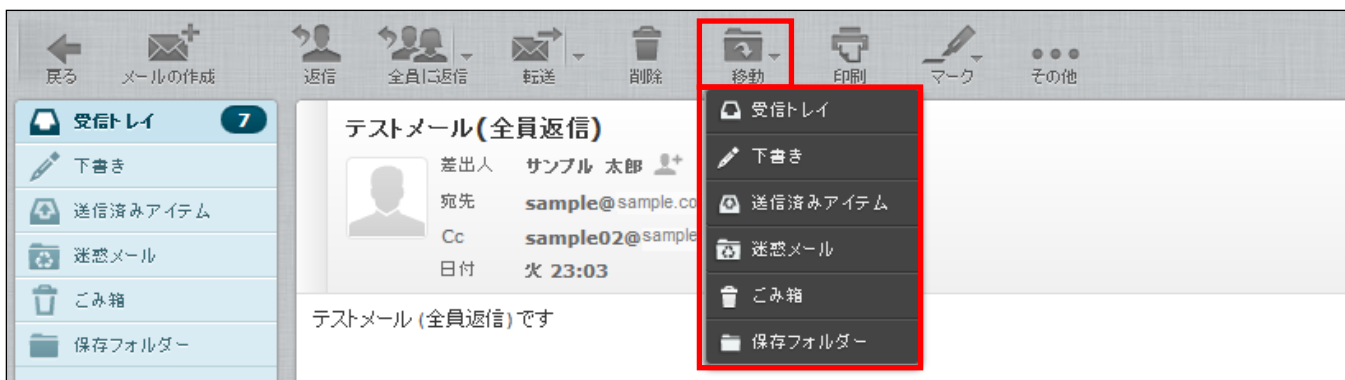 戻る メールの作成 返信 全員に返信 転送 削除 移動 印刷 マーク その他
受信トレイ 7
下書き
送信済みアイテム
迷惑メール
ごみ箱
保存フォルダー
テストメール(全員返信)
差出人 サンプル 太郎
宛先 sample@sample.co
Cc sample02@sample
日付 火 23:03
テストメール (全員返信) です
受信トレイ
下書き
送信済みアイテム
迷惑メール
ごみ箱
保存フォルダー